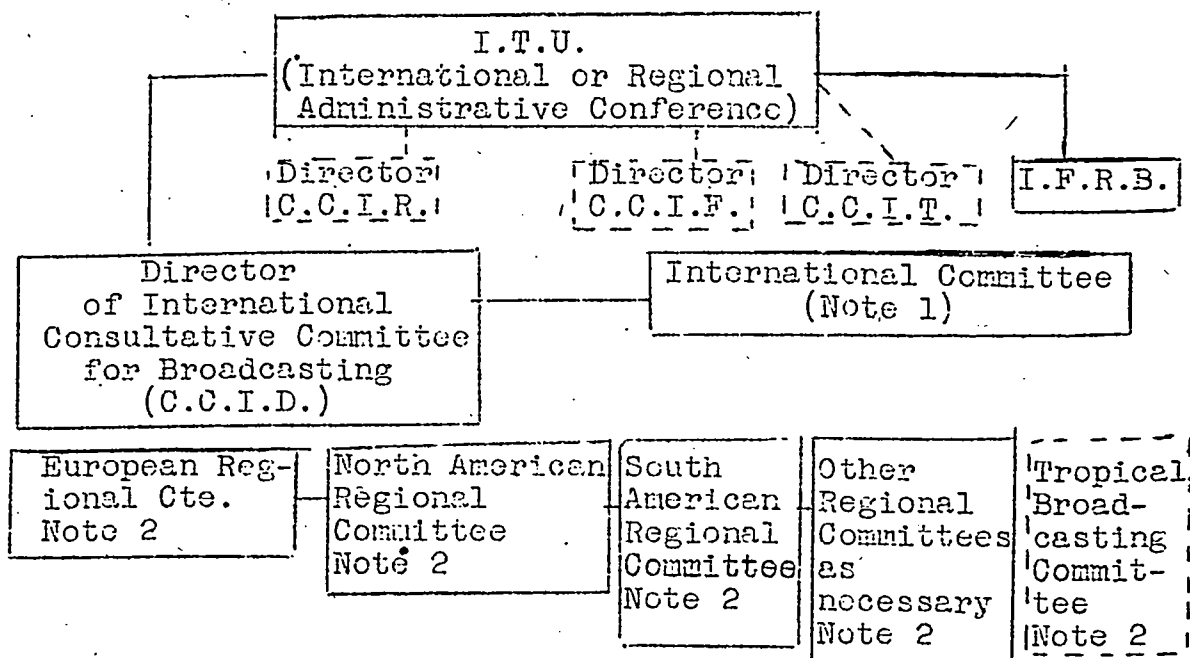 I.T.U.
(International or Regional
Administrative Conference)
Director
C.C.I.R.
Director
C.C.I.F.
Director
C.C.I.T.
I.F.R.B.
Director
of International
Consultative Committee
for Broadcasting
(C.C.I.D.)
International Committee
(Note 1)
European Reg-
ional Cte.
Note 2
North American
Regional
Committee
Note 2
South
American
Regional
Committee
Note 2
Other
Regional
Committees
as
necessary
Note 2
Tropical
Broad-
casting
Commit-
tee
Note 2